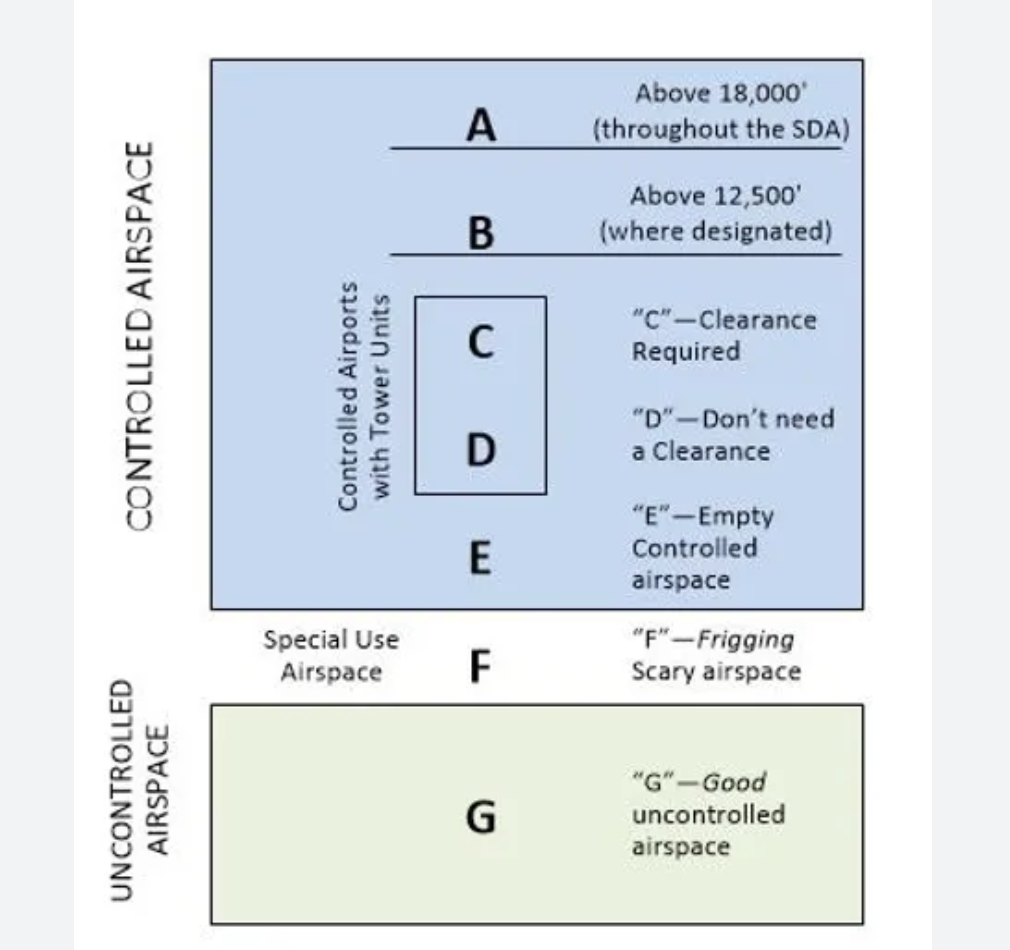 CONTROLLED AIRSPACE
A
Above 18,000'
(throughout the SDA)
B
Above 12,500'
(where designated)
Controlled Airports
with Tower Units
C
“C”—Clearance
Required
D
“D”—Don’t need
a Clearance
E
“E”—Empty
Controlled
airspace
Special Use
Airspace
F
“F”—Frigging
Scary airspace
UNCONTROLLED
AIRSPACE
G
“G”—Good
uncontrolled
airspace